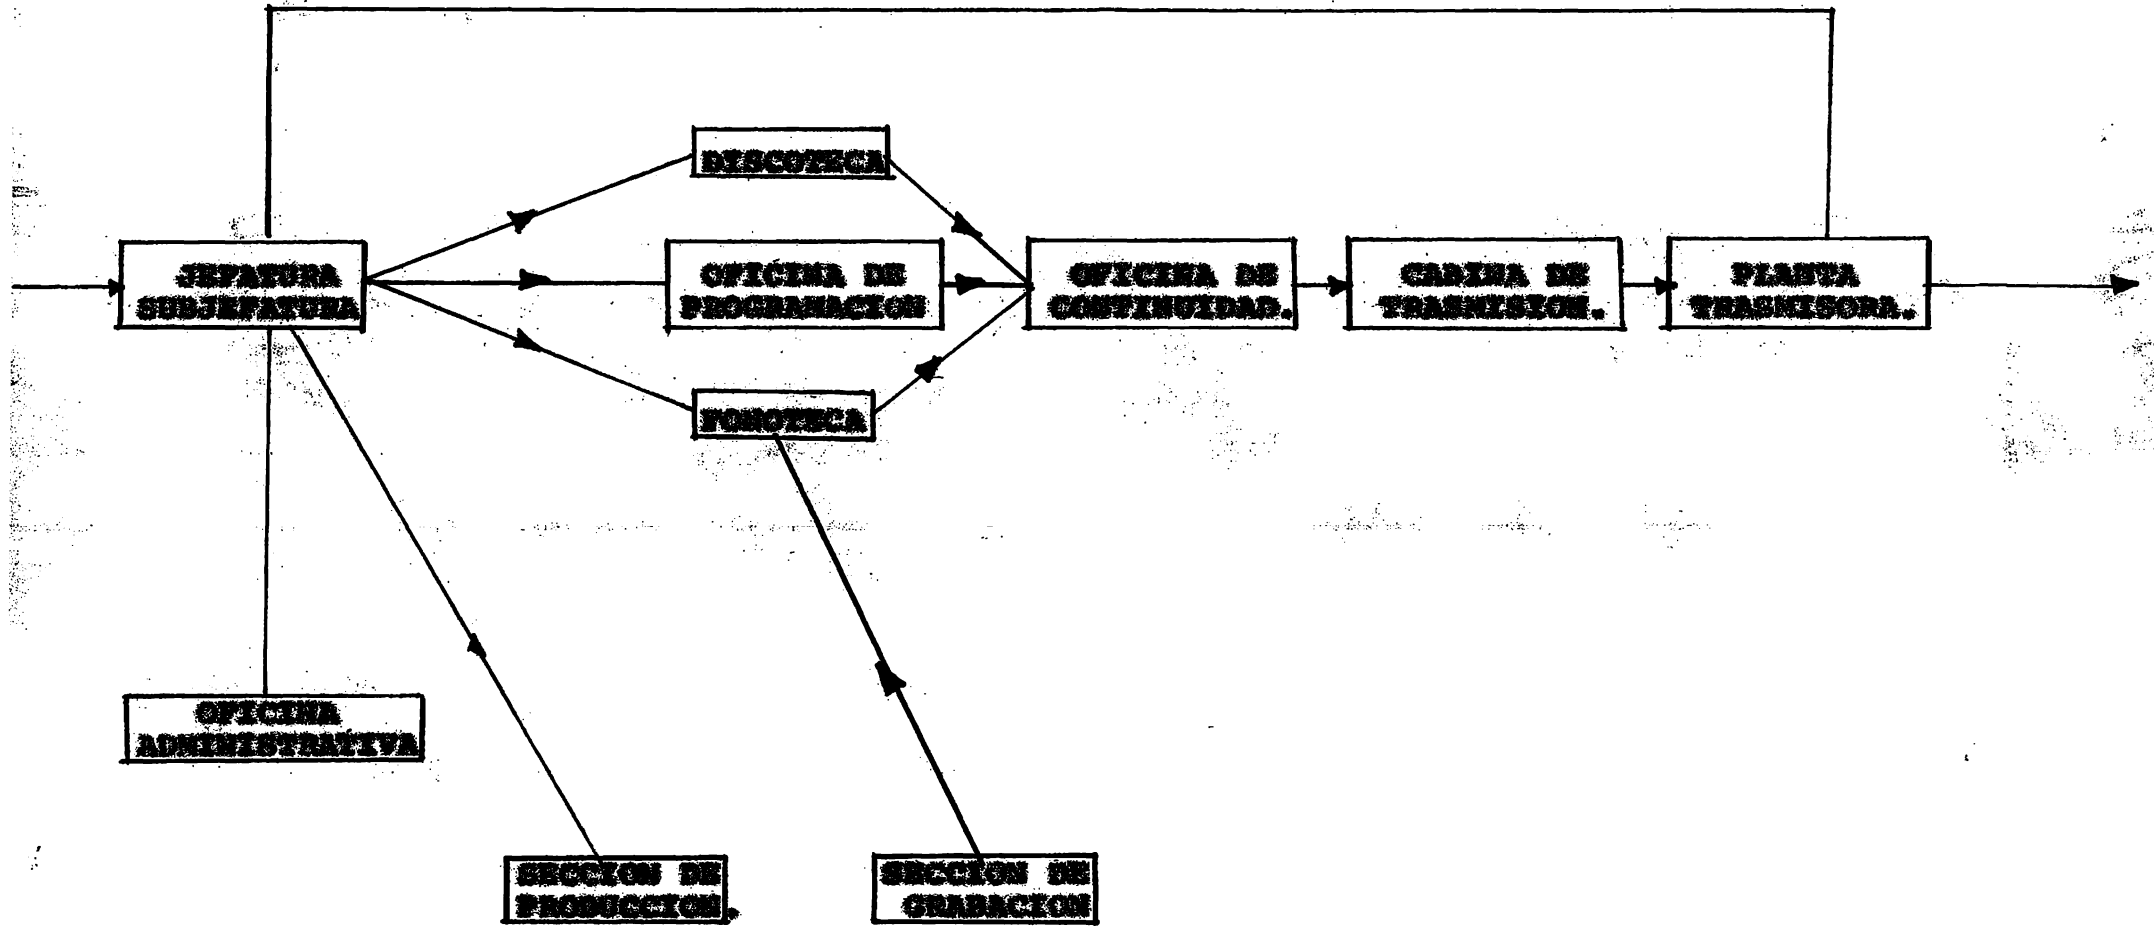 DISCOTECA
JEFATURA
SUBJEFATURA
OFICINA DE
PROGRAMACION
OFICINA DE
CONTINUIDAD.
CABINA DE
TRASMISION.
PLANTA
TRASMISORA.
FONOTECA
OFICINA
ADMINISTRATIVA
SECCION DE
PRODUCCION.
SECCION DE
GRABACION